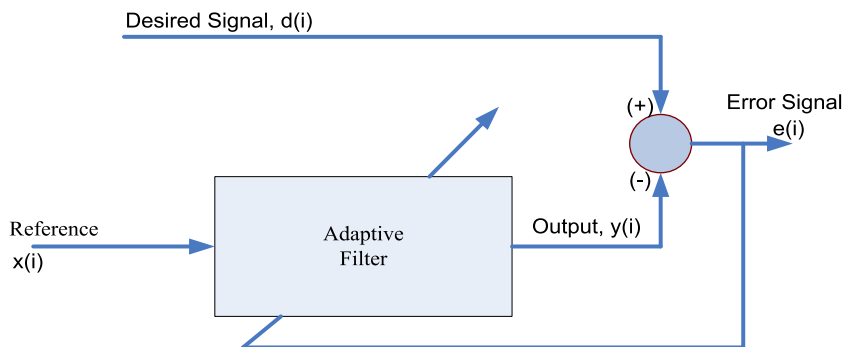 Desired Signal, d(i)
(+)
Error Signal
e(i)
(-)
Reference
x(i)
Adaptive
Filter
Output, y(i)